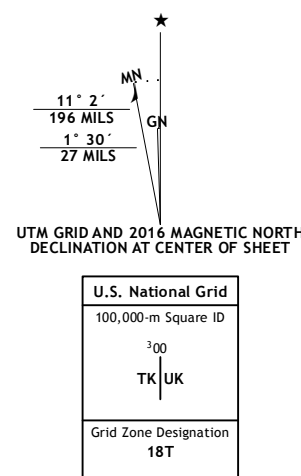 ★
MN
GN
11° 2´
196 MILS
1° 30´
27 MILS
UTM GRID AND 2016 MAGNETIC NORTH
DECLINATION AT CENTER OF SHEET
U.S. National Grid
100,000-m Square ID
³00
TK UK
Grid Zone Designation
18T